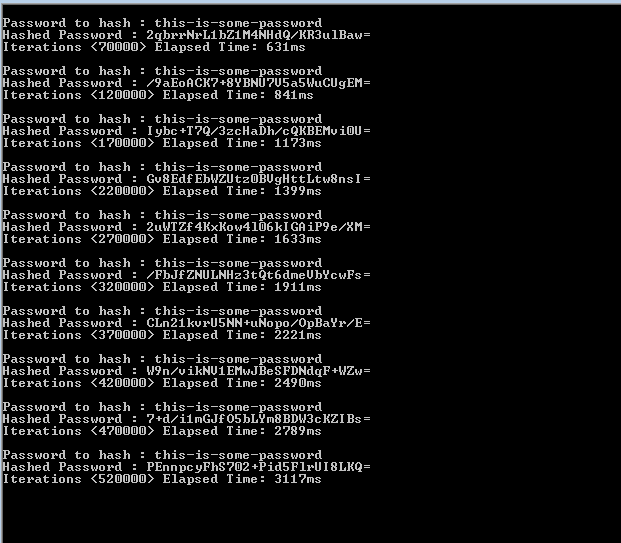 Password to hash : this-is-some-password
Hashed Password : 2qbrrNrL1bZ1M4NHdQ/KR3ulBaw=
Iterations <70000> Elapsed Time: 631ms
Password to hash : this-is-some-password
Hashed Password : /9aEoACK7+8YBNU7V5a5WuCUgEM=
Iterations <120000> Elapsed Time: 841ms
Password to hash : this-is-some-password
Hashed Password : Iybc+T7Q/3zcHaDh/cQKBEMvi0U=
Iterations <170000> Elapsed Time: 1173ms
Password to hash : this-is-some-password
Hashed Password : Gv8EdfEbWZUtz0BVgHttLtw8nsI=
Iterations <220000> Elapsed Time: 1399ms
Password to hash : this-is-some-password
Hashed Password : 2uWTZf4KxKow4l06kIGAiP9e/XM=
Iterations <270000> Elapsed Time: 1633ms
Password to hash : this-is-some-password
Hashed Password : /FbJfZNULNHz3tQt6dmeUbYcwFs=
Iterations <320000> Elapsed Time: 1911ms
Password to hash : this-is-some-password
Hashed Password : CLn21kvrU5NN+uNopo/OpBaYr/E=
Iterations <370000> Elapsed Time: 2221ms
Password to hash : this-is-some-password
Hashed Password : W9n/vikNV1EMwJBeSFDNdqF+WZw=
Iterations <420000> Elapsed Time: 2490ms
Password to hash : this-is-some-password
Hashed Password : 7+d/i1mGJfO5bLYm8BDW3cKZIBs=
Iterations <470000> Elapsed Time: 2789ms
Password to hash : this-is-some-password
Hashed Password : PEnnpcyFhS702+Pid5FlrUI8LKQ=
Iterations <520000> Elapsed Time: 3117ms